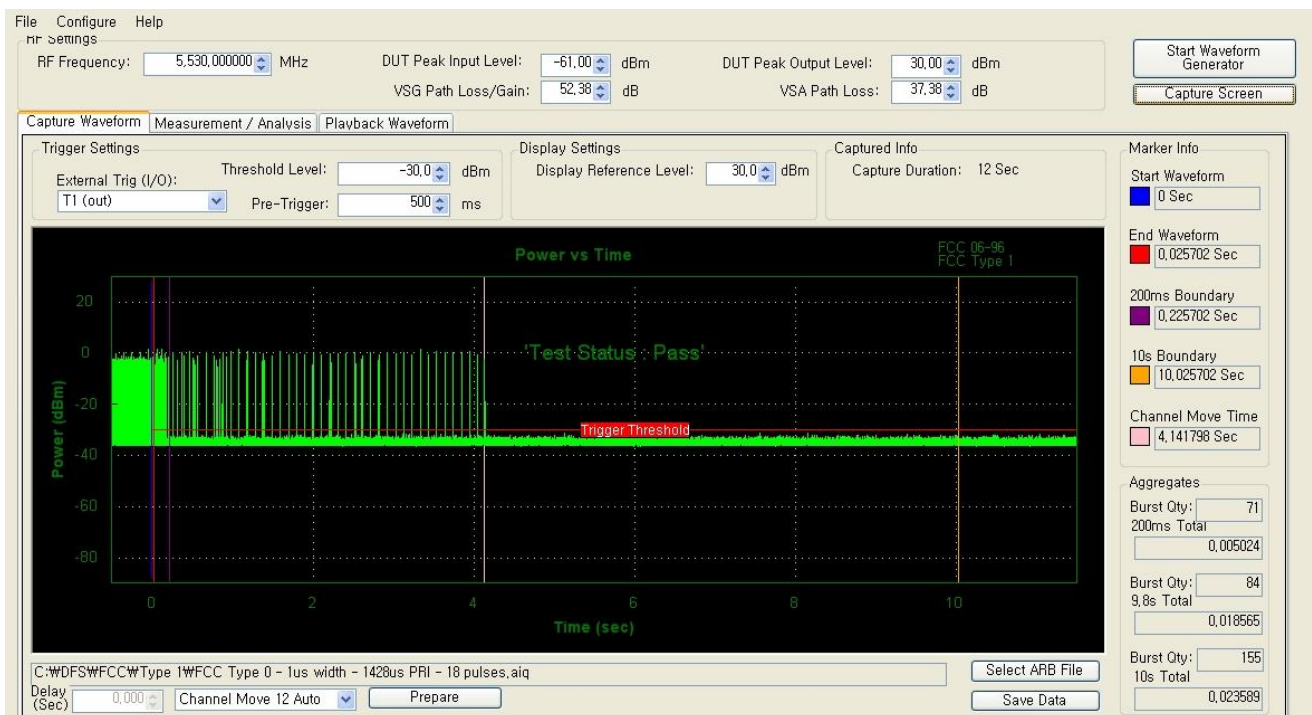 File Configure Help
RF Settings
RF Frequency: 5,530,000000 MHz
DUT Peak Input Level: -61,00 dBm
DUT Peak Output Level: 30,00 dBm
VSG Path Loss/Gain: 52,38 dB
VSA Path Loss: 37,38 dB
Start Waveform Generator
Capture Screen
Capture Waveform Measurement / Analysis Playback Waveform
Trigger Settings
External Trig (I/O):
T1 (out)
Threshold Level: -30,0 dBm
Pre-Trigger: 500 ms
Display Settings
Display Reference Level: 30,0 dBm
Captured Info
Capture Duration: 12 Sec
Power vs Time
FCC 06-96
FCC Type 1
'Test Status : Pass'
Trigger Threshold
Power (dBm)
20
0
-20
-40
-60
-80
0 2 4 6 8 10
Time (sec)
Marker Info
Start Waveform
0 Sec
End Waveform
0,025702 Sec
200ms Boundary
0,225702 Sec
10s Boundary
10,025702 Sec
Channel Move Time
4,141798 Sec
Aggregates
Burst Qty: 71
200ms Total
0,005024
Burst Qty: 84
9,8s Total
0,018565
Burst Qty: 155
10s Total
0,023589
C:₩DFS₩FCC₩Type 1₩FCC Type 0 - 1us width - 1428us PRI - 18 pulses,aiq
Select ARB File
Delay (Sec) 0,000 Channel Move 12 Auto Prepare
Save Data